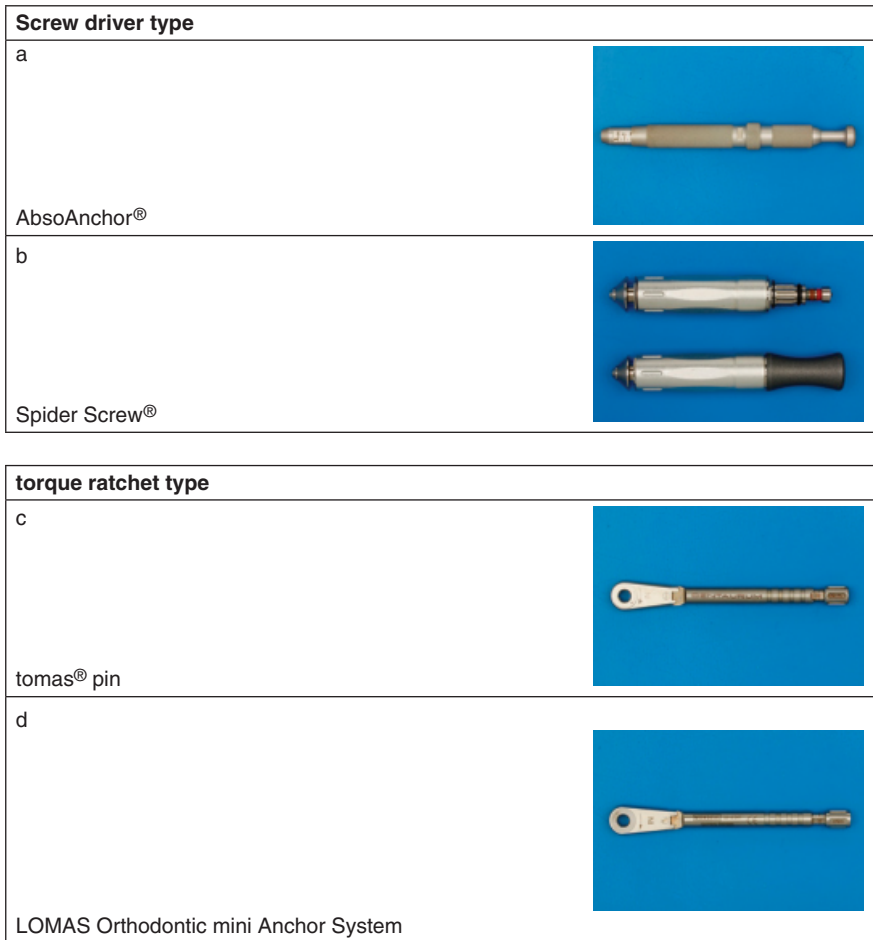 Screw driver type
a
AbsoAnchor®
b
Spider Screw®
torque ratchet type
c
tomas® pin
d
LOMAS Orthodontic mini Anchor System